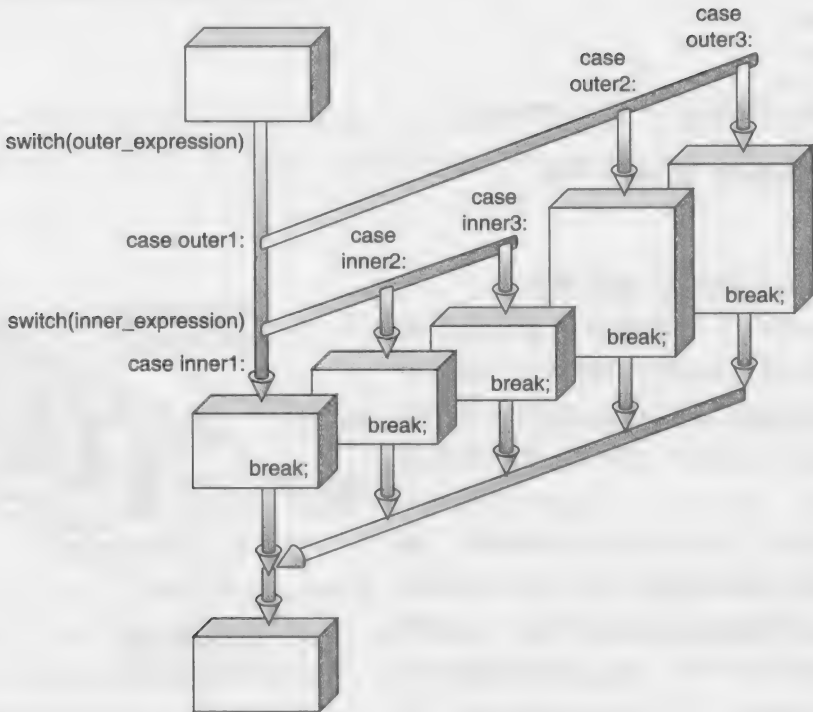 case
outer3:
case
outer2:
switch(outer_expression)
case
inner3:
case outer1:
case
inner2:
break;
switch(inner_expression)
break;
case inner1:
break;
break;
break;